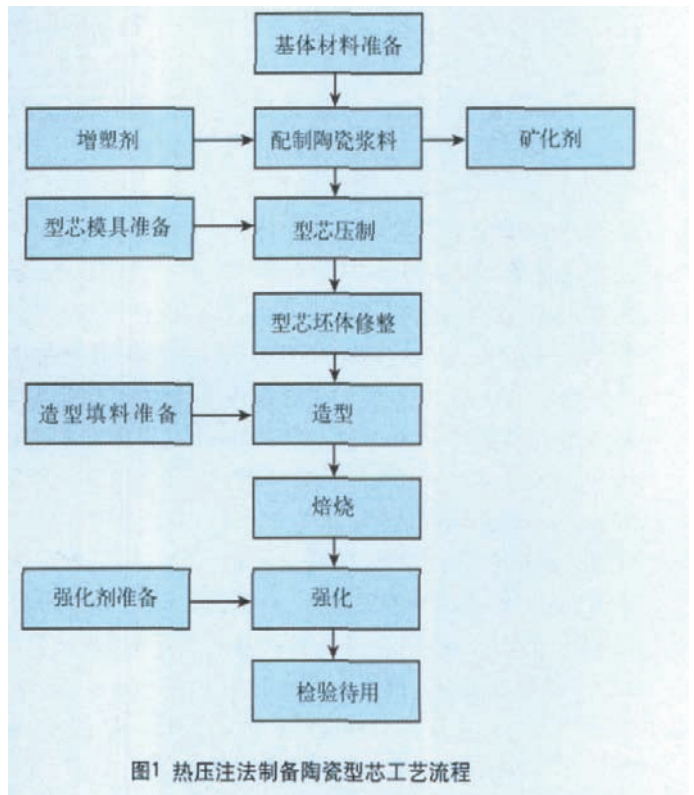 基体材料准备
增塑剂
配制陶瓷浆料
矿化剂
型芯模具准备
型芯压制
型芯坯体修整
造型填料准备
造型
焙烧
强化剂准备
强化
检验待用
图1 热压注法制备陶瓷型芯工艺流程